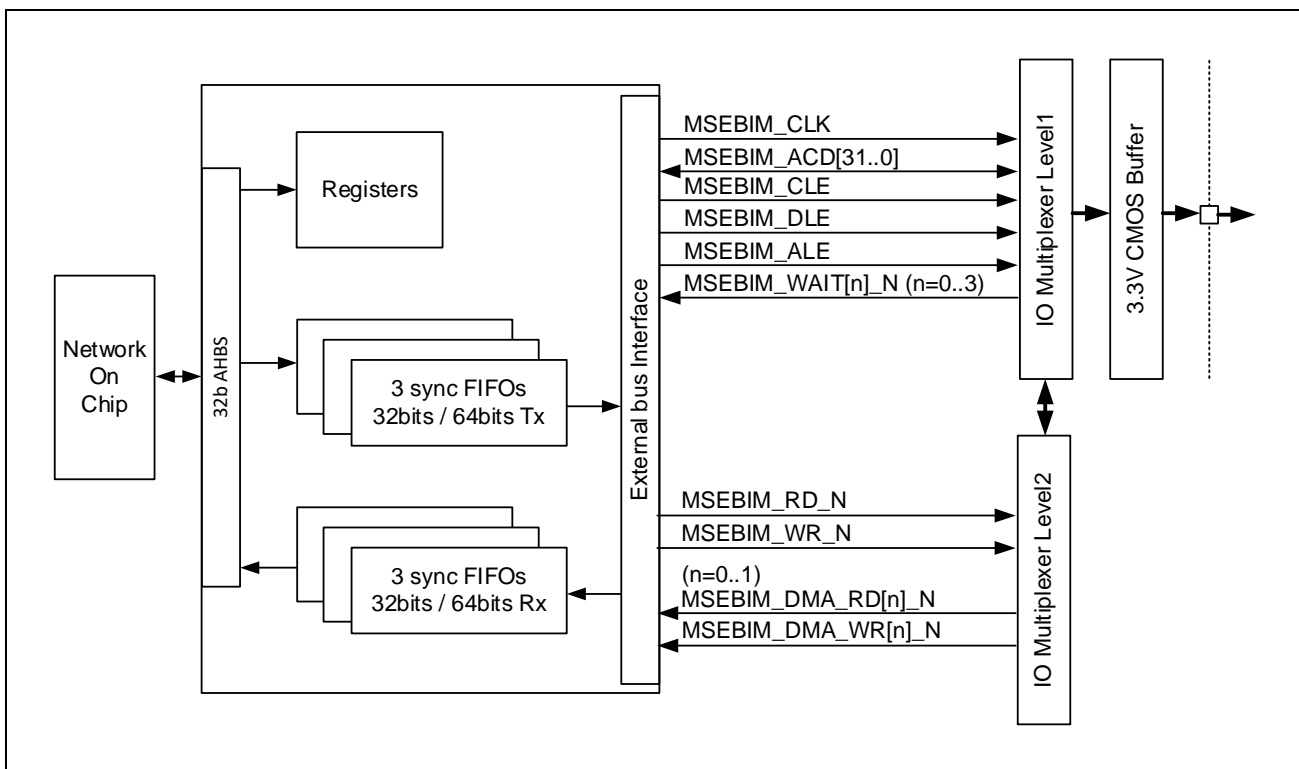 Network
On
Chip
32b AHBS
Registers
3 sync FIFOs
32bits / 64bits Tx
3 sync FIFOs
32bits / 64bits Rx
External bus Interface
MSEBIM_CLK
MSEBIM_ACD[31..0]
MSEBIM_CLE
MSEBIM_DLE
MSEBIM_ALE
MSEBIM_WAIT[n]_N (n=0..3)
MSEBIM_RD_N
MSEBIM_WR_N
(n=0..1)
MSEBIM_DMA_RD[n]_N
MSEBIM_DMA_WR[n]_N
IO Multiplexer Level1
3.3V CMOS Buffer
IO Multiplexer Level2